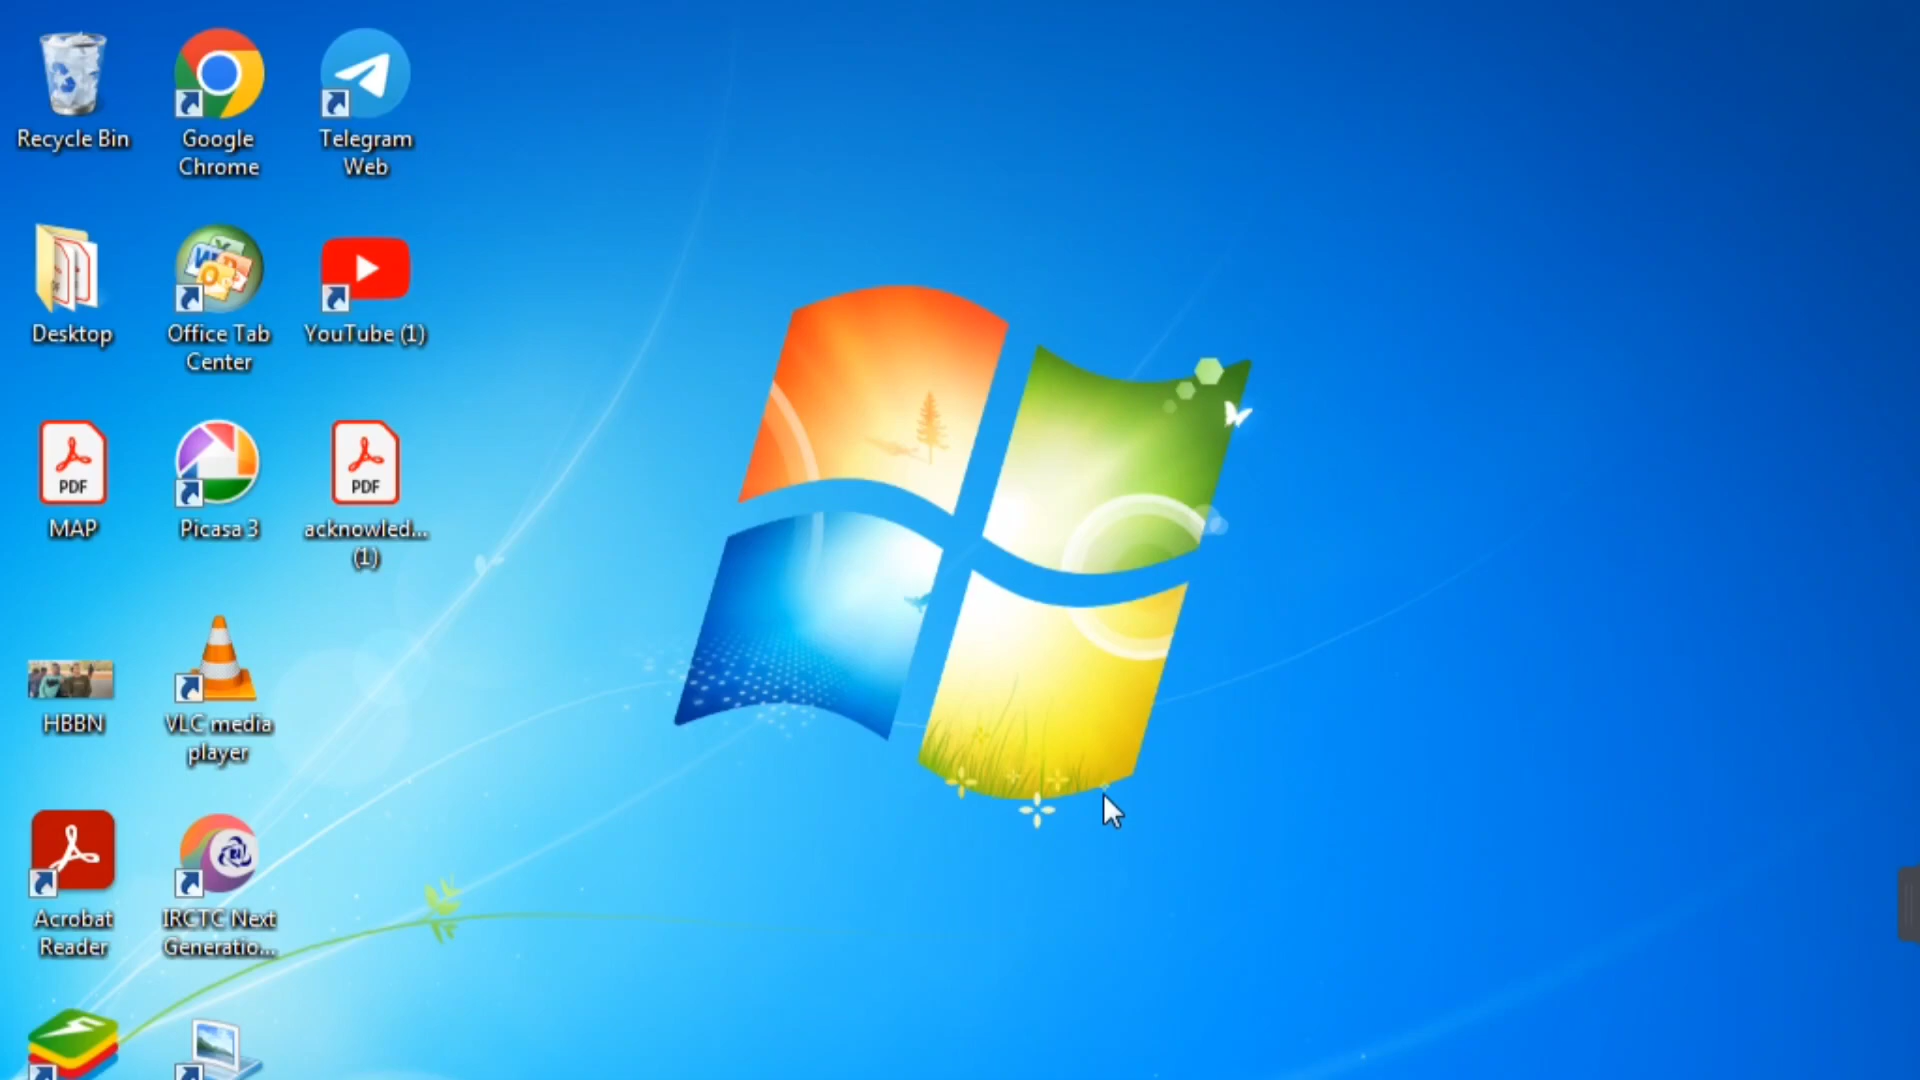 Recycle Bin
Google
Chrome
Telegram
Web
Desktop
Office Tab
Center
YouTube (1)
PDF
MAP
Picasa 3
PDF
acknowled...
(1)
HBBN
VLC media
player
Acrobat
Reader
IRCTC Next
Generatio...